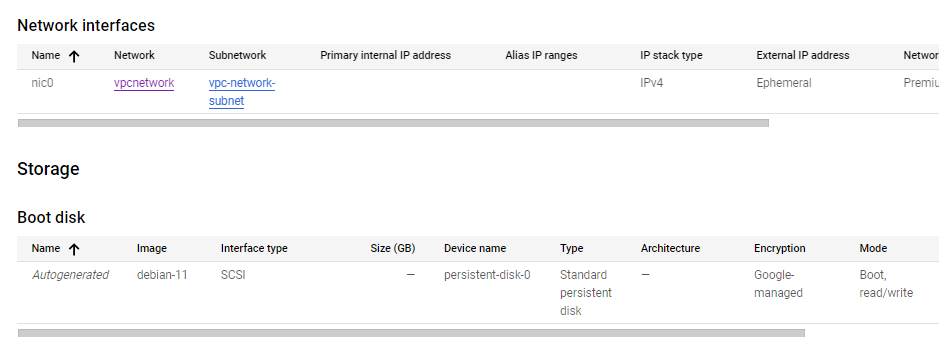 Network interfaces
Name Network Subnetwork Primary internal IP address Alias IP ranges IP stack type External IP address Networ
nic0 vpcnetwork vpc-network- IPv4 Ephemeral Premiu
subnet
Storage
Boot disk
Name Image Interface type Size (GB) Device name Type Architecture Encryption Mode
Autogenerated debian-11 SCSI — persistent-disk-0 Standard — Google- Boot,
persistent managed read/write
disk